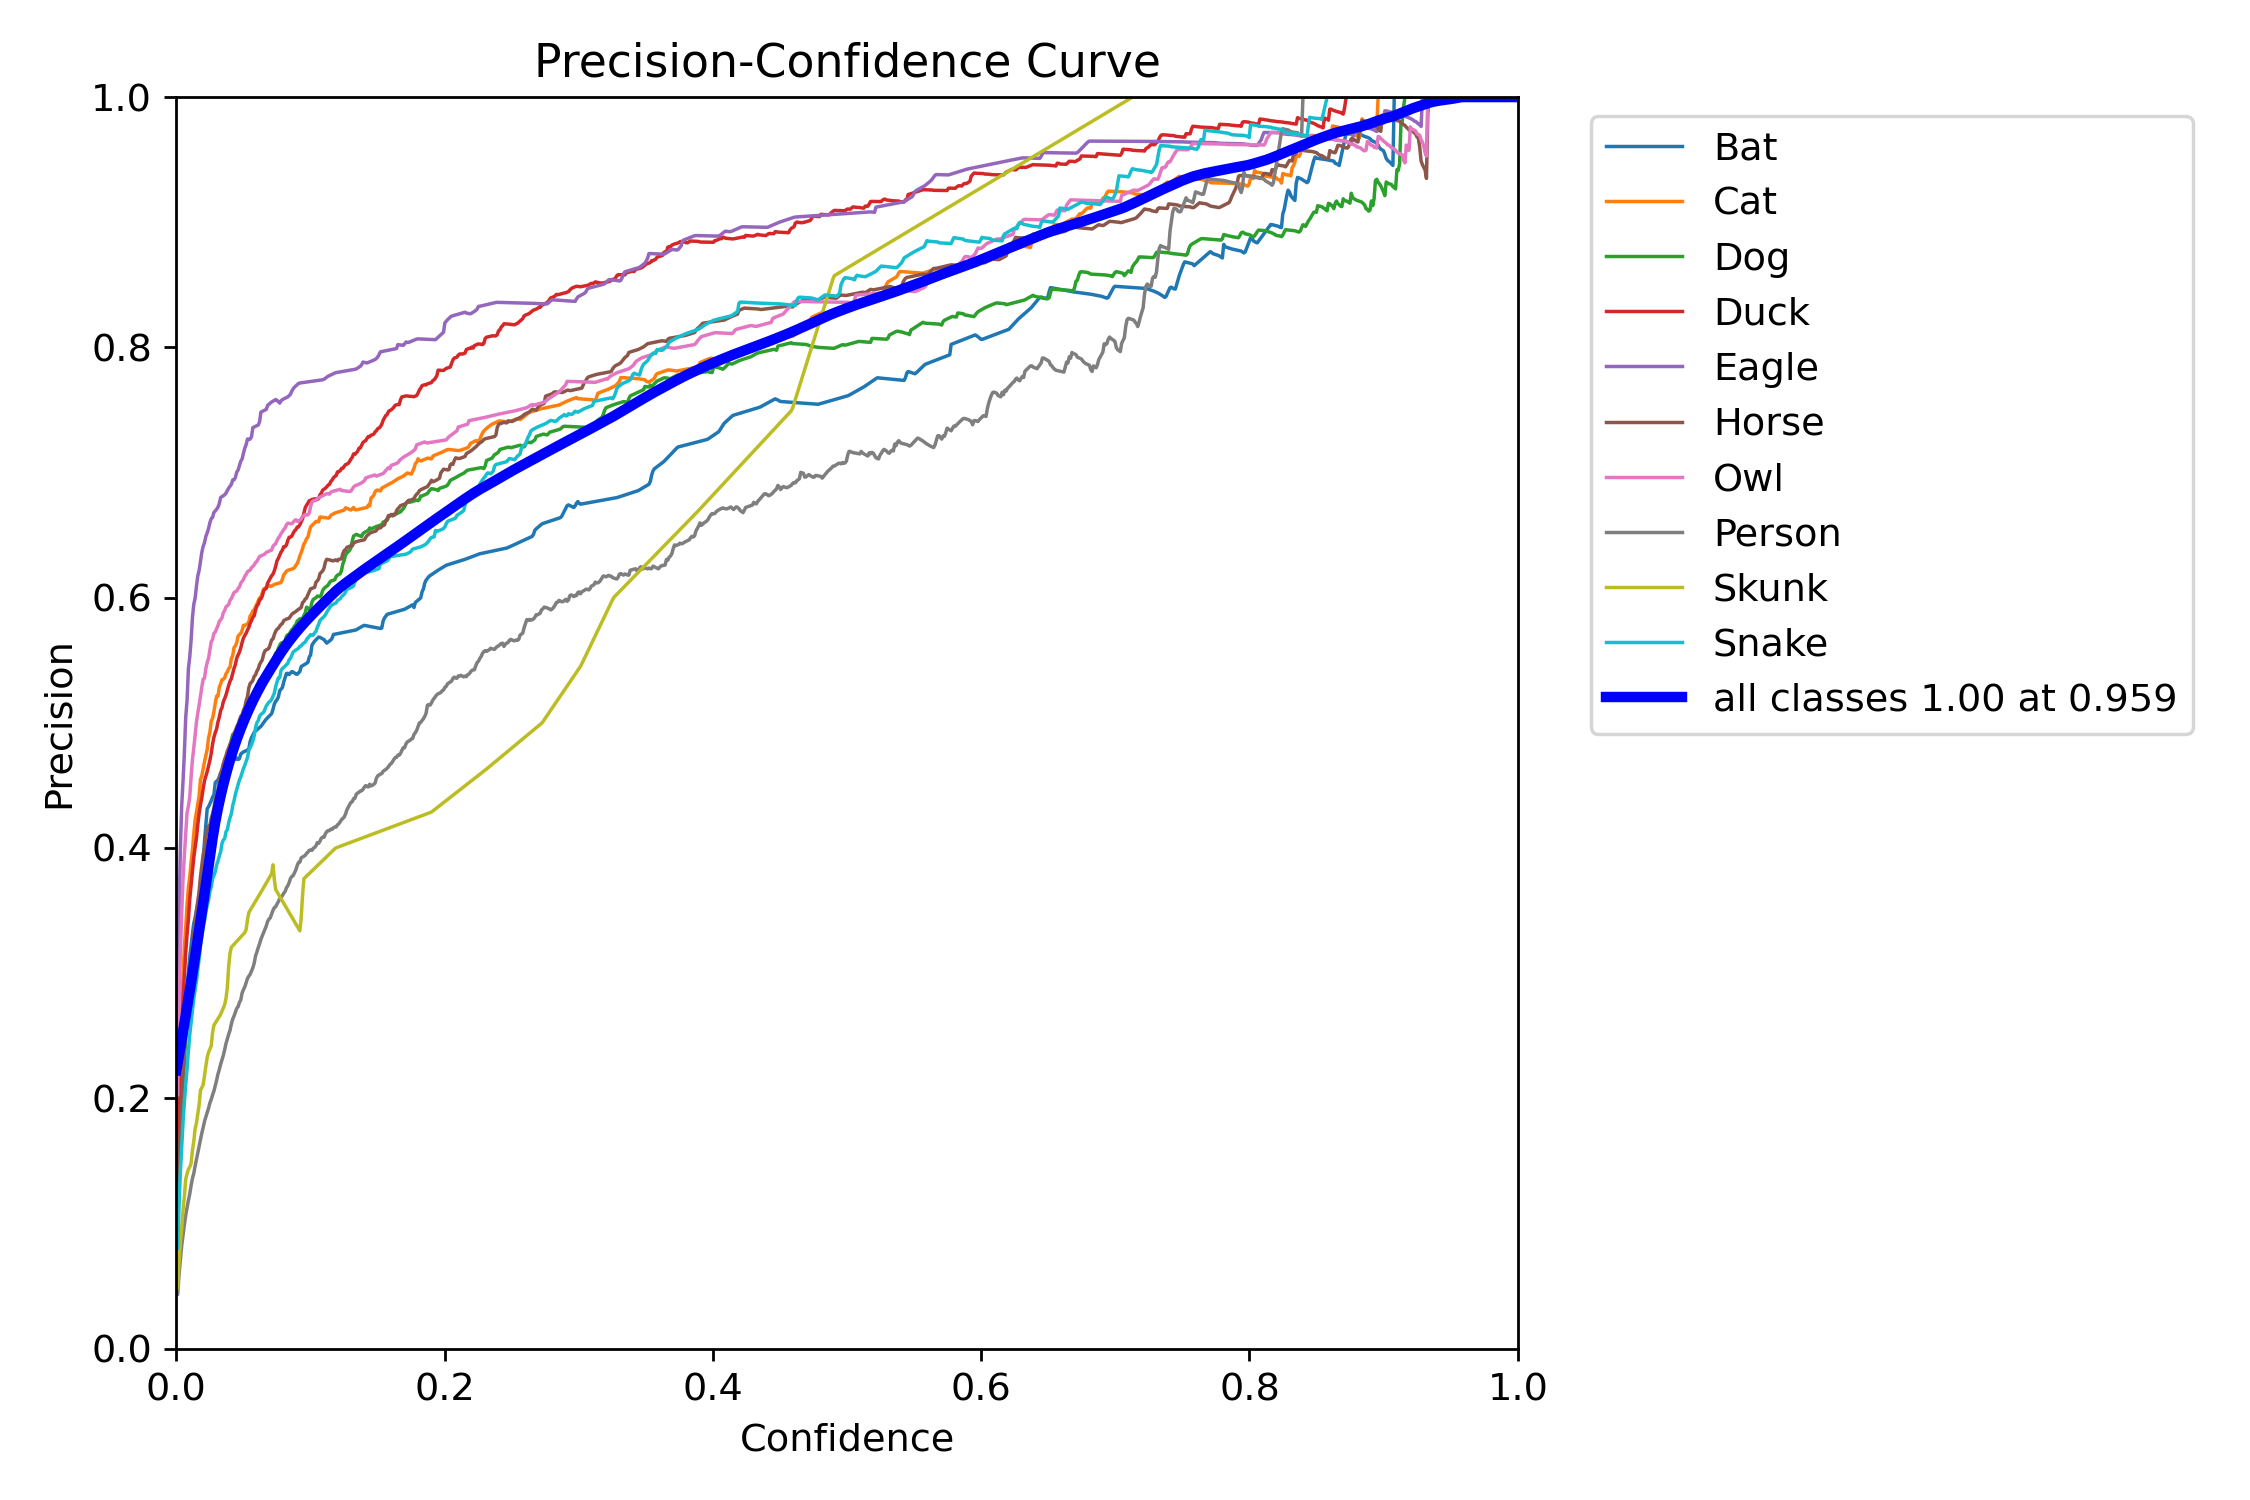 Precision-Confidence Curve
1.0
0.8
0.6
0.4
0.2
0.0
Precision
0.0 0.2 0.4 0.6 0.8 1.0
Confidence
Bat
Cat
Dog
Duck
Eagle
Horse
Owl
Person
Skunk
Snake
all classes 1.00 at 0.959